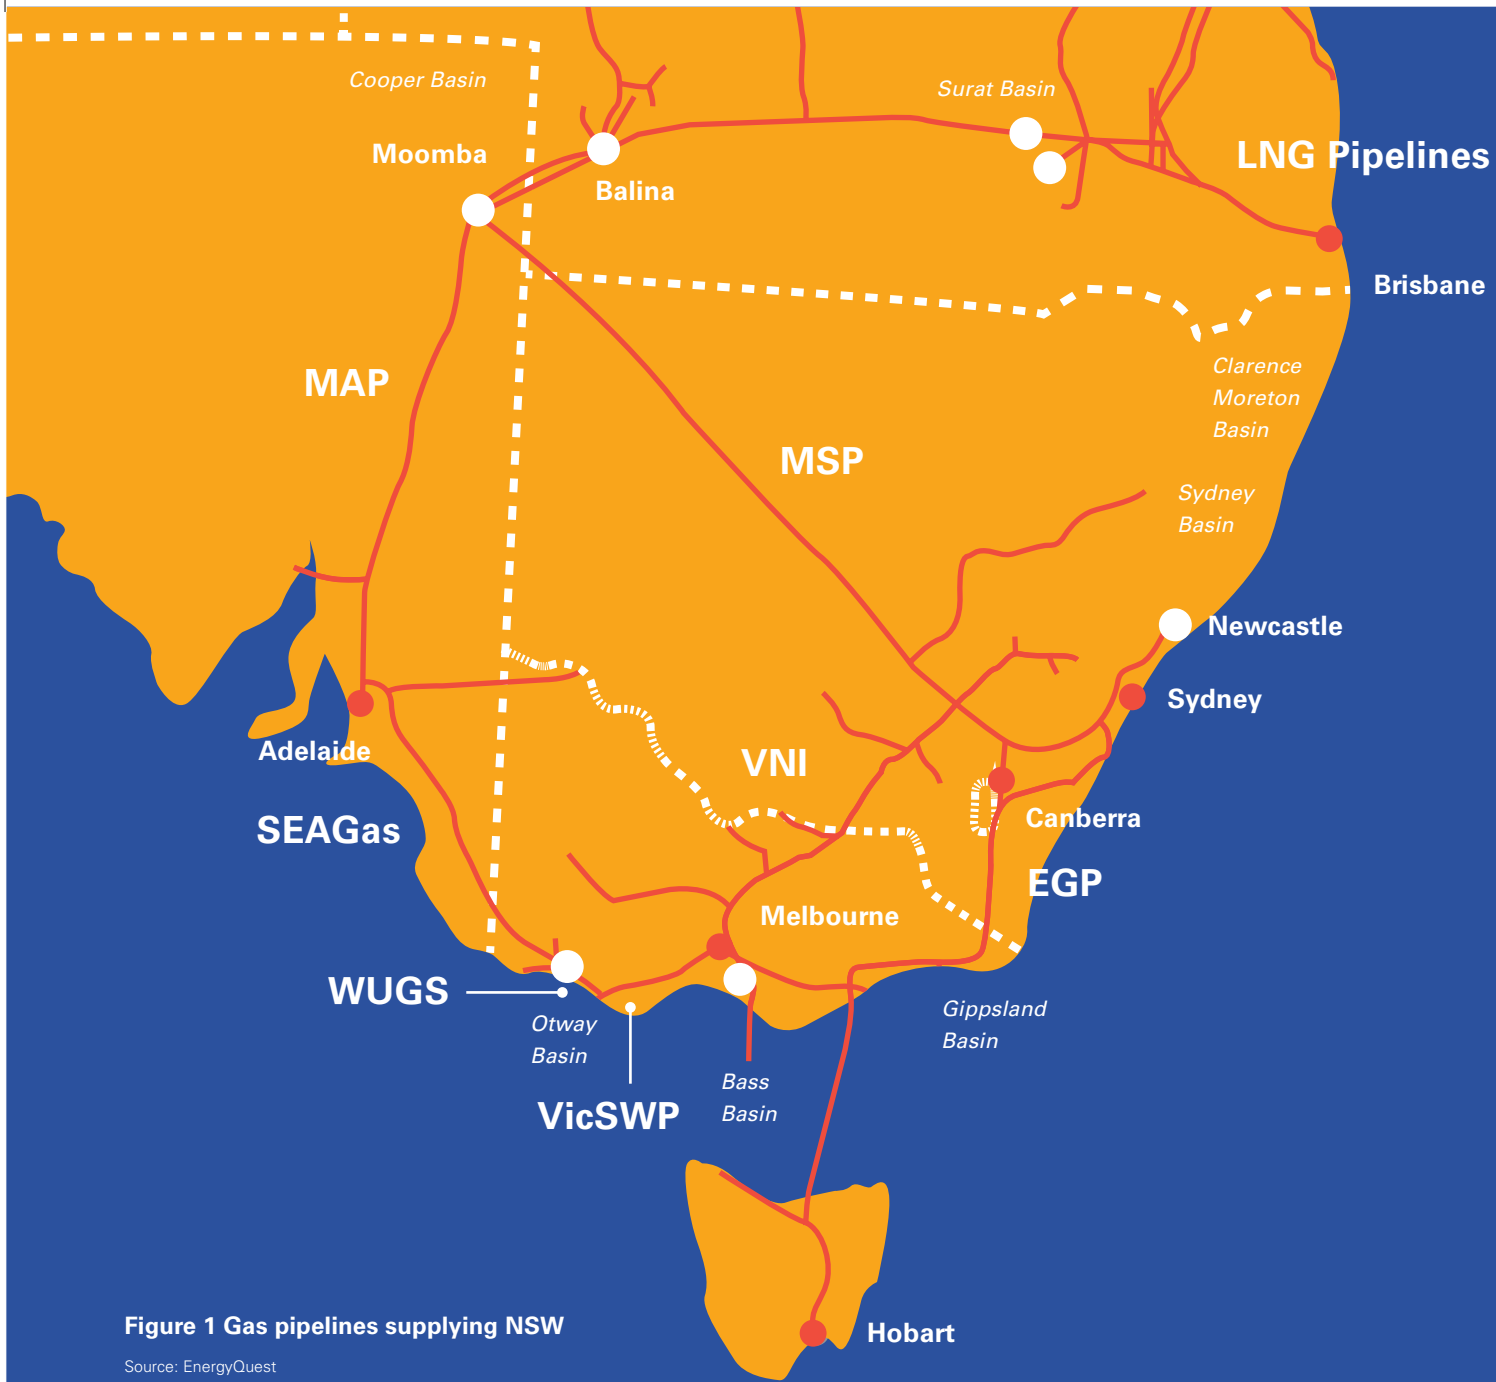 Cooper Basin
Surat Basin
Moomba
LNG Pipelines
Balina
Brisbane
Clarence
Moreton
Basin
MAP
MSP
Sydney
Basin
Newcastle
Sydney
Adelaide
VNI
Canberra
SEAGas
EGP
Melbourne
WUGS
Otway
Basin
Gippsland
Basin
Bass
Basin
VicSWP
Figure 1 Gas pipelines supplying NSW
Hobart
Source: EnergyQuest